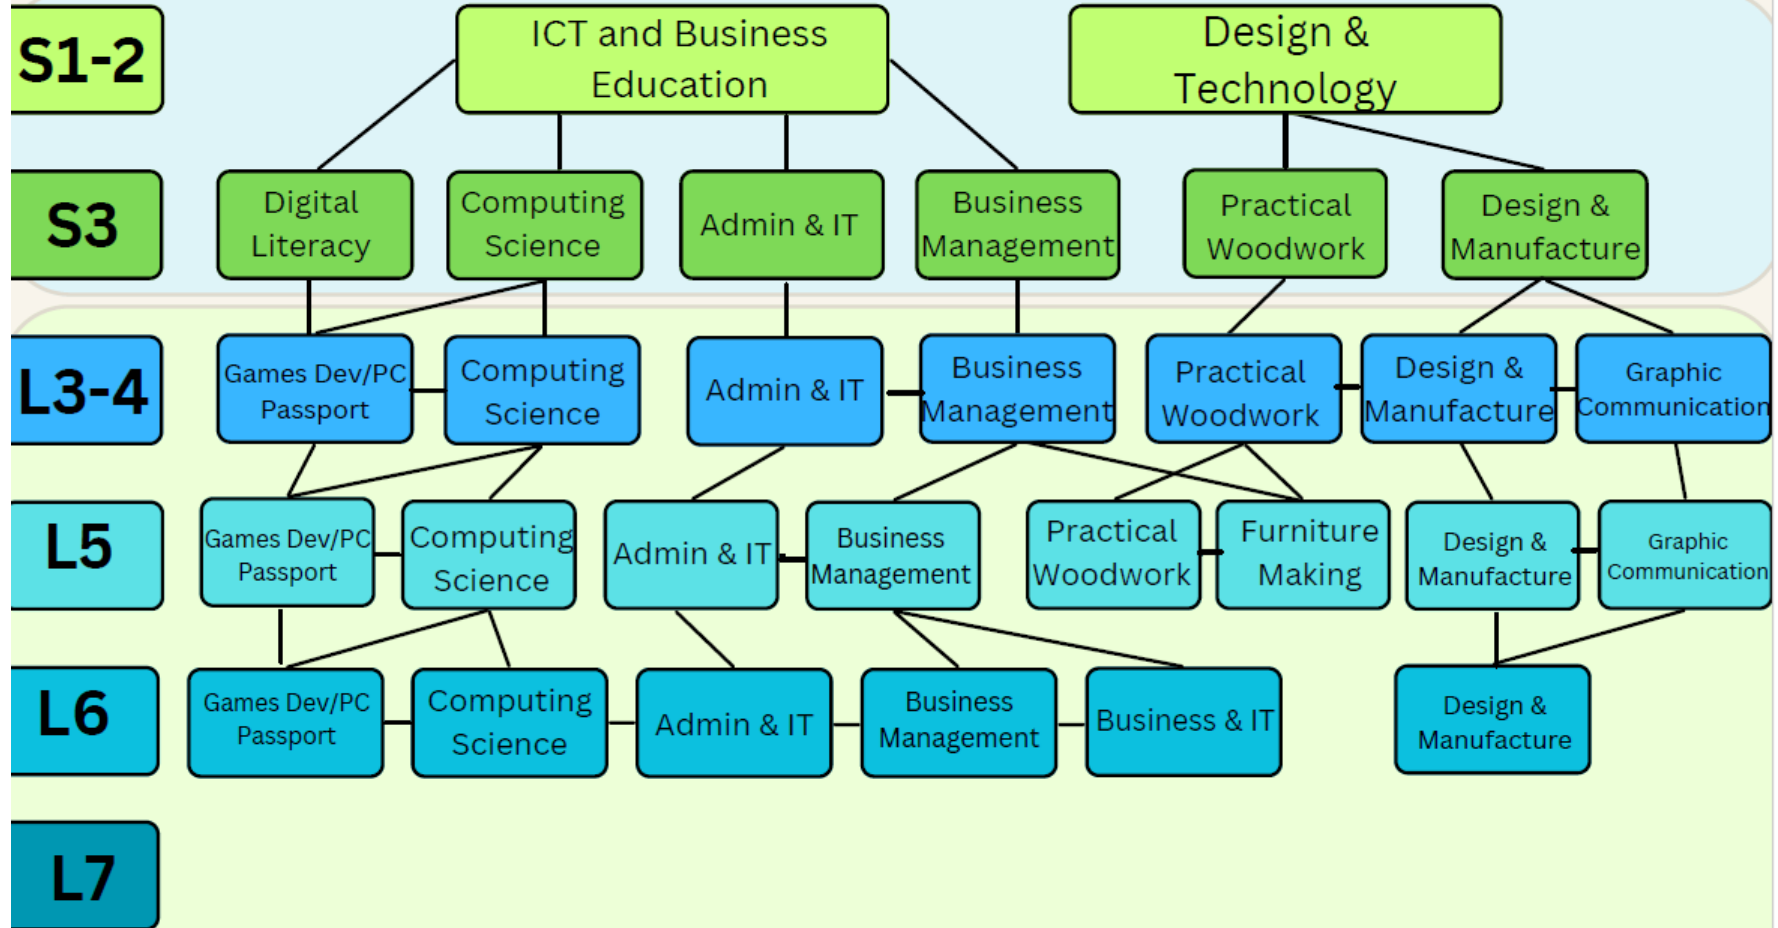 S1-2
ICT and Business
Education
Design &
Technology
S3
Digital
Literacy
Computing
Science
Admin & IT
Business
Management
Practical
Woodwork
Design &
Manufacture
L3-4
Games Dev/PC
Passport
Computing
Science
Admin & IT
Business
Management
Practical
Woodwork
Design &
Manufacture
Graphic
Communication
L5
Games Dev/PC
Passport
Computing
Science
Admin & IT
Business
Management
Practical
Woodwork
Furniture
Making
Design &
Manufacture
Graphic
Communication
L6
Games Dev/PC
Passport
Computing
Science
Admin & IT
Business
Management
Business & IT
Design &
Manufacture
L7